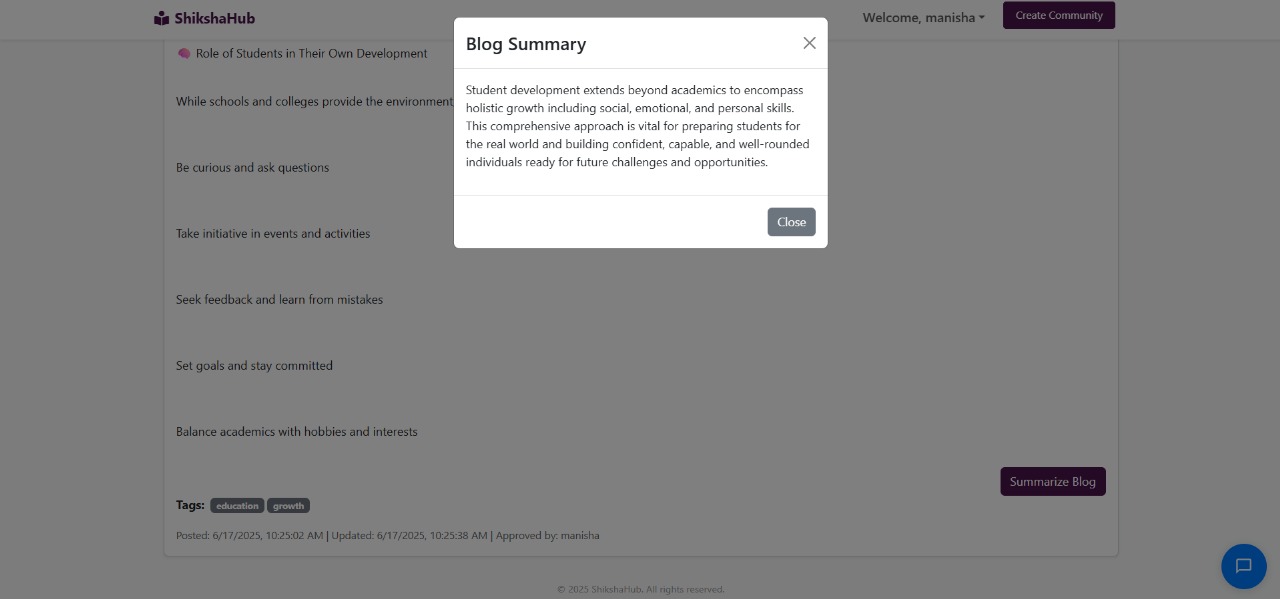 ShikshaHub
Welcome, manisha
Create Community
Blog Summary
Student development extends beyond academics to encompass
holistic growth including social, emotional, and personal skills.
This comprehensive approach is vital for preparing students for
the real world and building confident, capable, and well-rounded
individuals ready for future challenges and opportunities.
Close
🧠 Role of Students in Their Own Development
While schools and colleges provide the environment
Be curious and ask questions
Take initiative in events and activities
Seek feedback and learn from mistakes
Set goals and stay committed
Balance academics with hobbies and interests
Summarize Blog
Tags: education growth
Posted: 6/17/2025, 10:25:02 AM | Updated: 6/17/2025, 10:25:38 AM | Approved by: manisha
© 2025 ShikshaHub. All rights reserved.